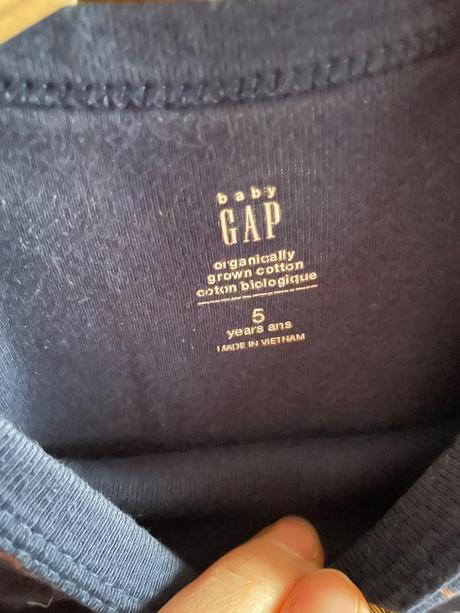 baby
GAP
organically
grown cotton
coton biologique
5
years ans
MADE IN VIETNAM